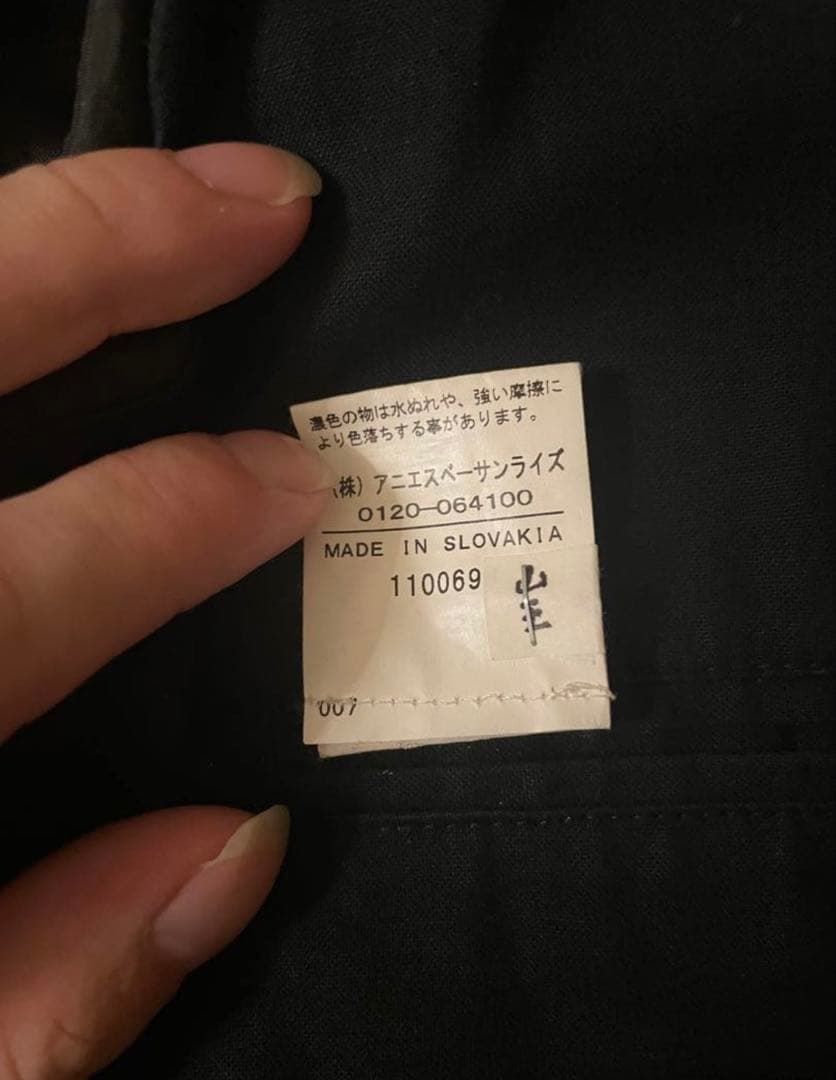 濃色の物は水ぬれや、強い摩擦に
より色落ちする事があります。
(株) アニエスベーサンライズ
0120-064100
MADE IN SLOVAKIA
110069
007